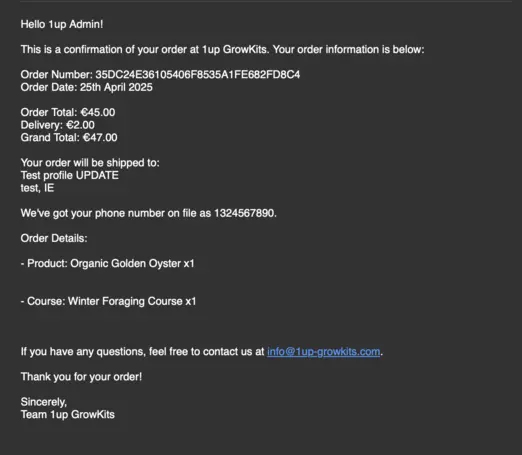 Hello 1up Admin!
This is a confirmation of your order at 1up GrowKits. Your order information is below:
Order Number: 35DC24E36105406F8535A1FE682FD8C4
Order Date: 25th April 2025
Order Total: €45.00
Delivery: €2.00
Grand Total: €47.00
Your order will be shipped to:
Test profile UPDATE
test, IE
We've got your phone number on file as 1324567890.
Order Details:
- Product: Organic Golden Oyster x1
- Course: Winter Foraging Course x1
If you have any questions, feel free to contact us at info@1up-growkits.com.
Thank you for your order!
Sincerely,
Team 1up GrowKits